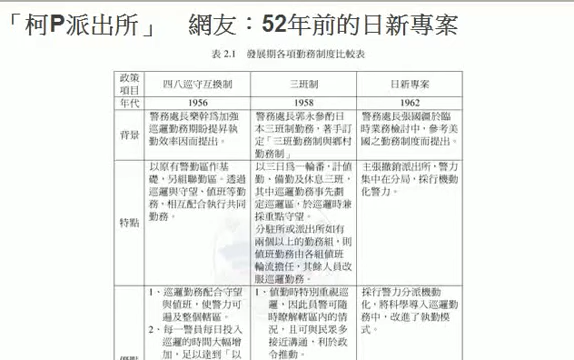 「柯P派出所」　網友：52年前的日新專案
表 2.1　發展期各項勤務制度比較表
政策項目　四八巡守互換制　三班制　日新專案
年代　1956　1958　1962
背景
警務處長樂幹為加強
巡邏勤務期盼提昇執
勤效率因而提出。
警務處長郭永參酌日
本三班制勤務，著手訂
定「三班勤務制與鄉村
勤務制」
警務處長張國疆於臨
時業務檢討中，參考美
國之勤務制度而提出。
特點
以原有警勤區作基
礎，另組聯勤區。透過
巡邏與守望、值班等勤
務，相互配合執行共同
勤務。
以三日為一輪番，計值
勤、備勤及休息三班，
其中巡邏勤務事先劃
定巡邏區，於巡邏時兼
採重點守望。
分駐所或派出所如有
兩個以上的勤務組，則
值班勤務由各組值班
輪流擔任，其餘人員改
服巡邏勤務。
主張撤銷派出所，警力
集中在分局，採行機動
化警力。
1、巡邏勤務配合守望
與值班，使警力可
遍及整個轄區。
2、每一警員每日投入
巡邏的時間大幅增
加，足以達到「以
1、值勤時特別重視巡
邏，因此員警可隨
時瞭解轄區內的情
況，且可與民眾多
接近溝通，利於政
令推動。
採行警力分派機動
化，將科學導入巡邏勤
務中，改進了執勤模
式。